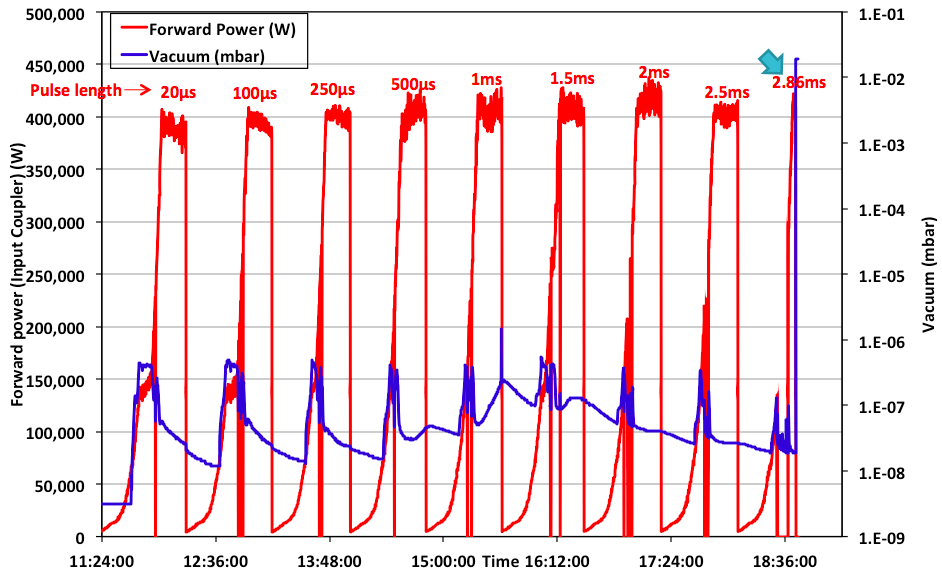 500,000
450,000
400,000
350,000
300,000
250,000
200,000
150,000
100,000
50,000
0
Forward power (Input Coupler) (W)
Forward Power (W)
Vacuum (mbar)
Pulse length
20μs
100μs
250μs
500μs
1ms
1.5ms
2ms
2.5ms
2.86ms
1.E-01
1.E-02
1.E-03
1.E-04
1.E-05
1.E-06
1.E-07
1.E-08
1.E-09
Vacuum (mbar)
11:24:00 12:36:00 13:48:00 15:00:00 Time 16:12:00 17:24:00 18:36:00